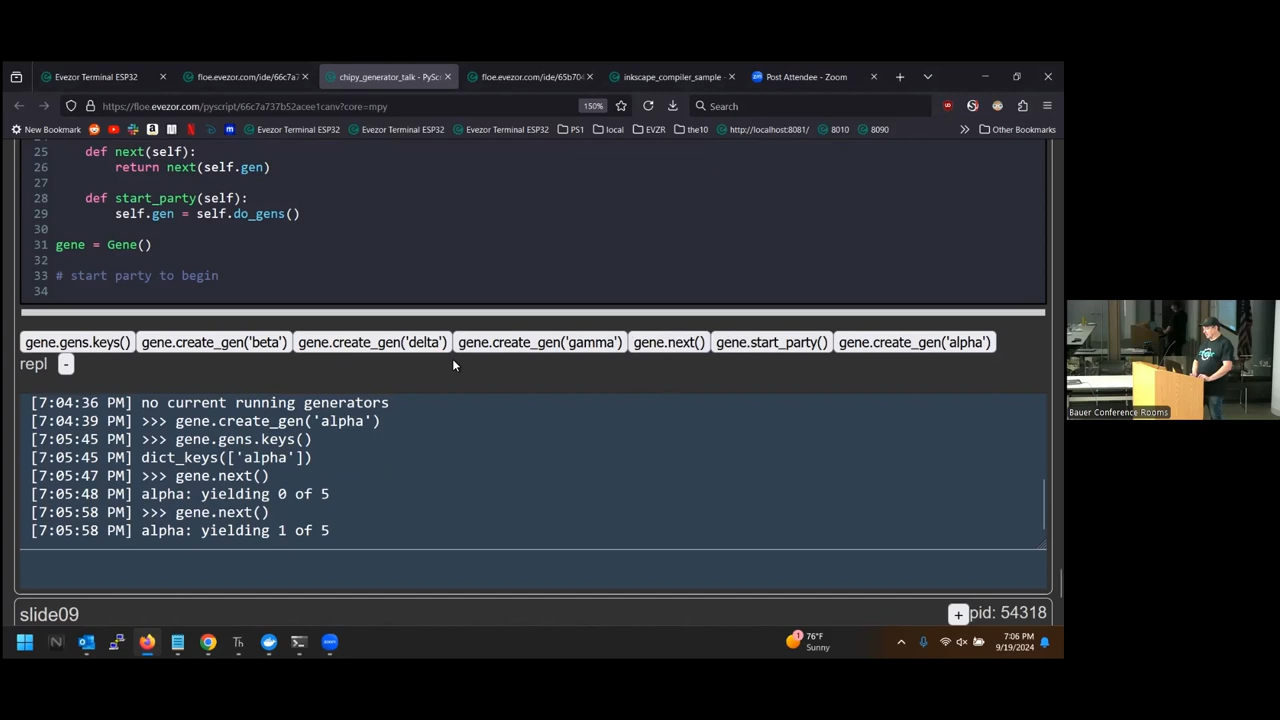 Evezor Terminal ESP32
floe.evezor.com/ide/66c7a7
chipy_generator_talk - PyScr
floe.evezor.com/ide/65b704
inkscape_compiler_sample -
Post Attendee - Zoom
https://floe.evezor.com/pyscript/66c7a737b52acee1canv?core=mpy
150%
Search
New Bookmark
Evezor Terminal ESP32
Evezor Terminal ESP32
Evezor Terminal ESP32
PS1
local
EVZR
the10
http://localhost:8081/
8010
8090
Other Bookmarks
25 def next(self):
26 return next(self.gen)
27
28 def start_party(self):
29 self.gen = self.do_gens()
30
31 gene = Gene()
32
33 # start party to begin
34
gene.gens.keys() gene.create_gen('beta') gene.create_gen('delta') gene.create_gen('gamma') gene.next() gene.start_party() gene.create_gen('alpha')
repl -
[7:04:36 PM] no current running generators
[7:04:39 PM] >>> gene.create_gen('alpha')
[7:05:45 PM] >>> gene.gens.keys()
[7:05:45 PM] dict_keys(['alpha'])
[7:05:47 PM] >>> gene.next()
[7:05:48 PM] alpha: yielding 0 of 5
[7:05:58 PM] >>> gene.next()
[7:05:58 PM] alpha: yielding 1 of 5
slide09
+ pid: 54318
Bauer Conference Rooms
76°F
Sunny
7:06 PM
9/19/2024